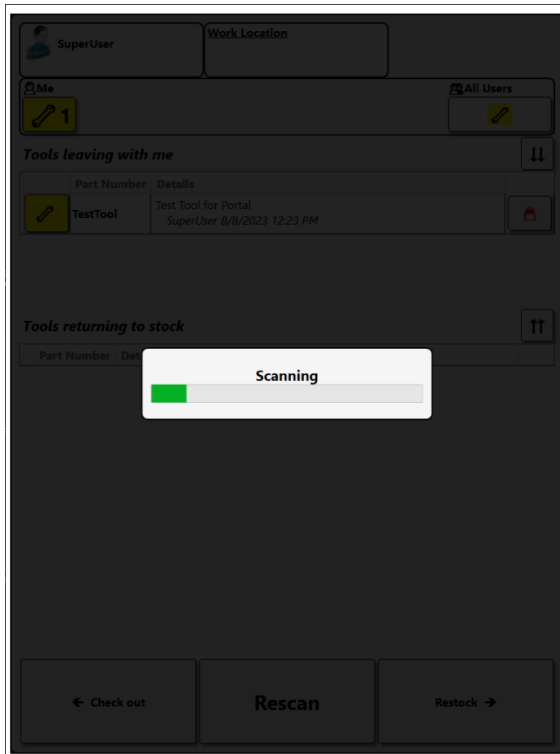 SuperUser
Work Location
Me
All Users
1
Tools leaving with me
Part Number Details
TestTool
Test Tool for Portal
SuperUser 8/8/2023 12:23 PM
Tools returning to stock
Part Number Det
Scanning
← Check out
Rescan
Restock →